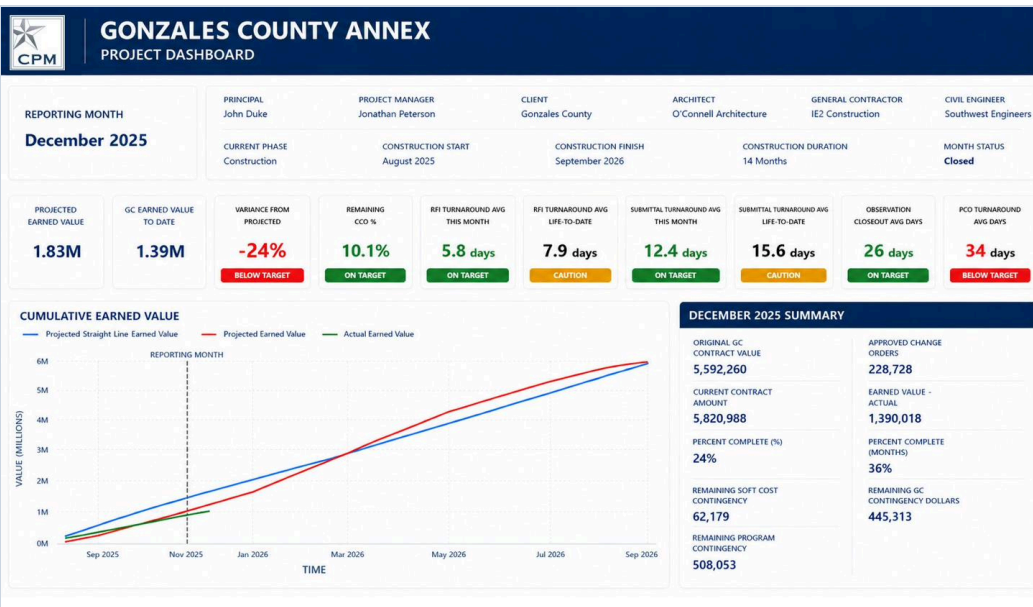 CPM
GONZALES COUNTY ANNEX
PROJECT DASHBOARD
REPORTING MONTH
December 2025
PRINCIPAL
John Duke
PROJECT MANAGER
Jonathan Peterson
CLIENT
Gonzales County
ARCHITECT
O'Connell Architecture
GENERAL CONTRACTOR
IE2 Construction
CIVIL ENGINEER
Southwest Engineers
CURRENT PHASE
Construction
CONSTRUCTION START
August 2025
CONSTRUCTION FINISH
September 2026
CONSTRUCTION DURATION
14 Months
MONTH STATUS
Closed
PROJECTED
EARNED VALUE
1.83M
GC EARNED VALUE
TO DATE
1.39M
VARIANCE FROM
PROJECTED
-24%
BELOW TARGET
REMAINING
CCO %
10.1%
ON TARGET
RFI TURNAROUND AVG
THIS MONTH
5.8 days
ON TARGET
RFI TURNAROUND AVG
LIFE-TO-DATE
7.9 days
CAUTION
SUBMITTAL TURNAROUND AVG
THIS MONTH
12.4 days
ON TARGET
SUBMITTAL TURNAROUND AVG
LIFE-TO-DATE
15.6 days
CAUTION
OBSERVATION
CLOSEOUT AVG DAYS
26 days
ON TARGET
PCO TURNAROUND
AVG DAYS
34 days
BELOW TARGET
CUMULATIVE EARNED VALUE
Projected Straight Line Earned Value
Projected Earned Value
Actual Earned Value
REPORTING MONTH
VALUE (MILLIONS)
6M
5M
4M
3M
2M
1M
0M
Sep 2025
Nov 2025
Jan 2026
Mar 2026
May 2026
Jul 2026
Sep 2026
TIME
DECEMBER 2025 SUMMARY
ORIGINAL GC
CONTRACT VALUE
5,592,260
APPROVED CHANGE
ORDERS
228,728
CURRENT CONTRACT
AMOUNT
5,820,988
EARNED VALUE -
ACTUAL
1,390,018
PERCENT COMPLETE (%)
24%
PERCENT COMPLETE
(MONTHS)
36%
REMAINING SOFT COST
CONTINGENCY
62,179
REMAINING GC
CONTINGENCY DOLLARS
445,313
REMAINING PROGRAM
CONTINGENCY
508,053